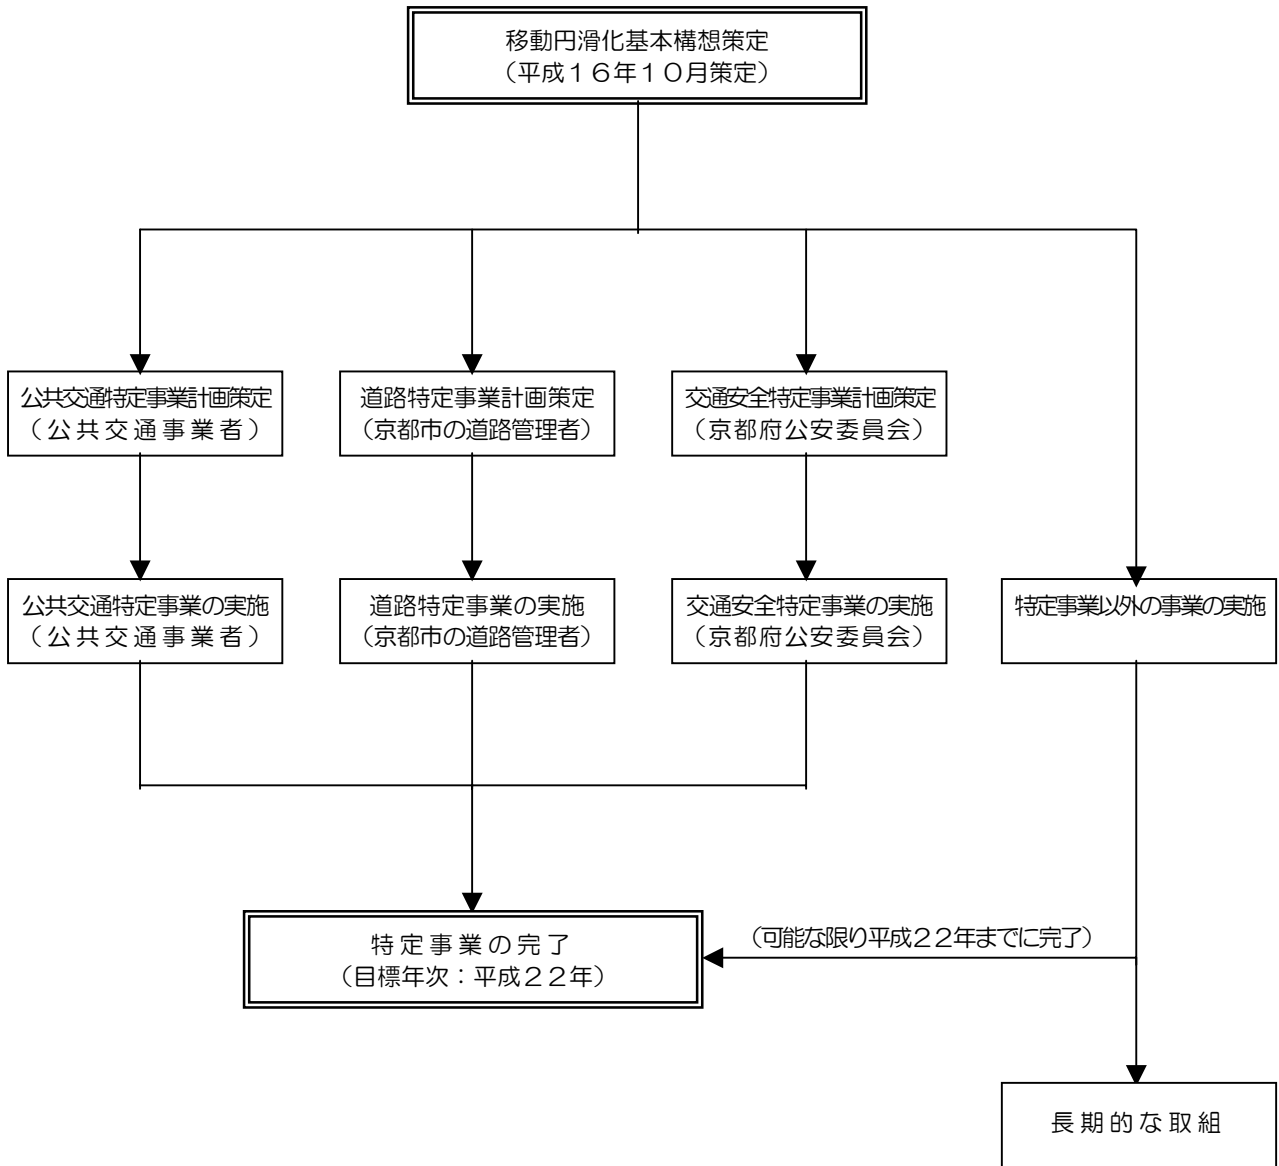 移動円滑化基本構想策定
（平成１６年１０月策定）
公共交通特定事業計画策定
（公共交通事業者）
道路特定事業計画策定
（京都市の道路管理者）
交通安全特定事業計画策定
（京都府公安委員会）
公共交通特定事業の実施
（公共交通事業者）
道路特定事業の実施
（京都市の道路管理者）
交通安全特定事業の実施
（京都府公安委員会）
特定事業以外の事業の実施
特定事業の完了
（目標年次：平成２２年）
（可能な限り平成２２年までに完了）
長期的な取組